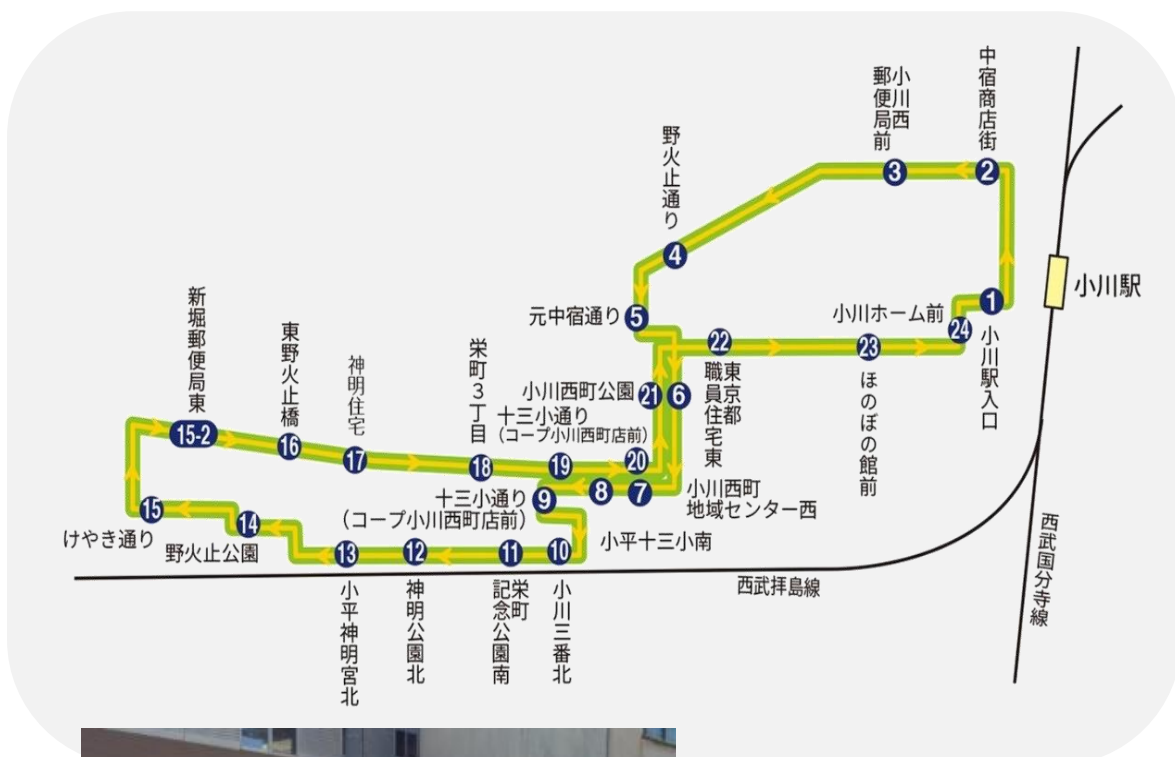 中宿商店街
小川西
郵便局前
野火止通り
2
3
4
小川駅
1
小川ホーム前
24
小川駅入口
元中宿通り
5
22
東京都
職員住宅東
23
ほのぼの館前
新堀郵便局東
東野火止橋
神明住宅
栄町3丁目
小川西町公園
21
6
十三小通り
(コープ小川西町店前)
15-2
16
17
18
19
20
十三小通り
(コープ小川西町店前)
9
8
7
小川西町
地域センター西
けやき通り
15
野火止公園
14
13
12
11
10
小平十三小南
小平神明宮北
神明公園北
栄町
記念公園南
小川三番北
西武拝島線
西武国分寺線